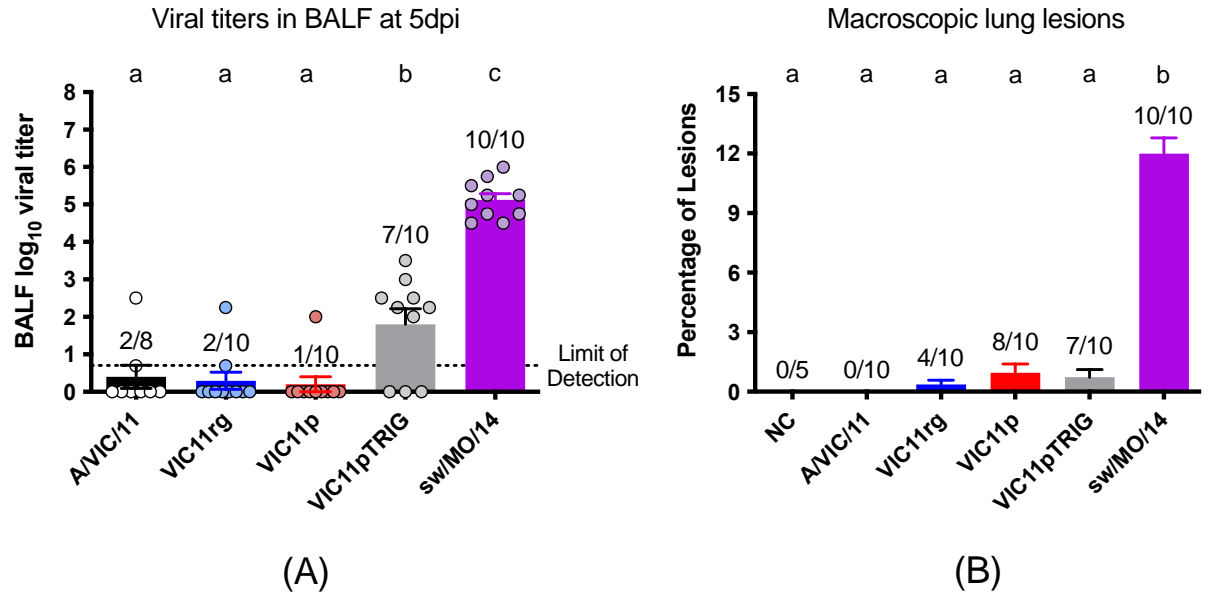 Viral titers in BALF at 5dpi
a a a b c
BALF log10 viral titer
8
7
6
5
4
3
2
1
0
2/8
2/10
1/10
7/10
10/10
Limit of
Detection
A/VIC/11
VIC11rg
VIC11p
VIC11pTRIG
sw/MO/14
(A)
Macroscopic lung lesions
a a a a a b
Percentage of Lesions
15
12
9
6
3
0
0/5
0/10
4/10
8/10
7/10
10/10
NC
A/VIC/11
VIC11rg
VIC11p
VIC11pTRIG
sw/MO/14
(B)